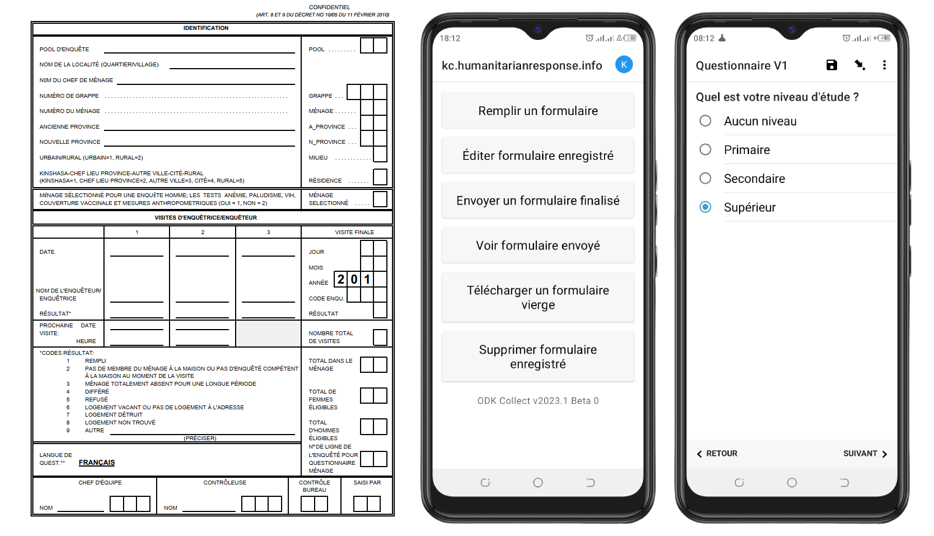 CONFIDENTIEL
(ART. 8 ET 9 DU DÉCRET NO 10/05 DU 11 FÉVRIER 2010)
IDENTIFICATION
POOL D'ENQUÊTE
POOL . . . . . . . . .
NOM DE LA LOCALITÉ (QUARTIER/VILLAGE)
N0M DU CHEF DE MÉNAGE
NUMÉRO DE GRAPPE
GRAPPE . . .
NUMÉRO DU MÉNAGE
MÉNAGE . . . . . . .
ANCIENNE PROVINCE
A_PROVINCE . . .
NOUVELLE PROVINCE
N_PROVINCE . . .
URBAIN/RURAL (URBAIN=1, RURAL=2)
MILIEU . . . . . . . . . . .
KINSHASA-CHEF LIEU PROVINCE-AUTRE VILLE-CITÉ-RURAL
(KINSHASA=1, CHEF LIEU PROVINCE=2, AUTRE VILLE=3, CITÉ=4, RURAL=5)
RÉSIDENCE . . . . . . .
MÉNAGE SÉLECTIONNÉ POUR UNE ENQUÊTE HOMME; LES TESTS ANÉMIE, PALUDISME, VIH,
COUVERTURE VACCINALE ET MESURES ANTHROPOMETRIQUES (OUI = 1, NON = 2)
MÉNAGE
SELECTIONNÉ . . . . .
VISITES D'ENQUÊTRICE/ENQUÊTEUR
1 2 3 VISITE FINALE
DATE
JOUR
MOIS
ANNÉE 2 0 1
NOM DE L'ENQUÊTEUR/
ENQUÊTRICE
CODE ENQU.
RÉSULTAT*
RÉSULTAT
PROCHAINE DATE
VISITE:
HEURE
NOMBRE TOTAL
DE VISITES
*CODES RÉSULTAT:
1 REMPLI
2 PAS DE MEMBRE DU MÉNAGE À LA MAISON OU PAS D'ENQUÊTÉ COMPÉTENT
À LA MAISON AU MOMENT DE LA VISITE
3 MÉNAGE TOTALEMENT ABSENT POUR UNE LONGUE PÉRIODE
4 DIFFÉRÉ
5 REFUSÉ
6 LOGEMENT VACANT OU PAS DE LOGEMENT À L'ADRESSE
7 LOGEMENT DÉTRUIT
8 LOGEMENT NON TROUVÉ
9 AUTRE
(PRÉCISER)
TOTAL DANS LE
MÉNAGE
TOTAL DE
FEMMES
ÉLIGIBLES
TOTAL
D'HOMMES
ÉLIGIBLES
N°DE LIGNE DE
L'ENQUÊTÉ POUR
QUESTIONNAIRE
MÉNAGE
LANGUE DE
QUEST.** FRANÇAIS
CHEF D'ÉQUIPE
NOM
CONTRÔLEUSE
NOM
CONTRÔLE
BUREAU
SAISI PAR
18:12
kc.humanitarianresponse.info K
Remplir un formulaire
Éditer formulaire enregistré
Envoyer un formulaire finalisé
Voir formulaire envoyé
Télécharger un formulaire
vierge
Supprimer formulaire
enregistré
ODK Collect v2023.1 Beta 0
08:12
Questionnaire V1
Quel est votre niveau d'étude ?
Aucun niveau
Primaire
Secondaire
Supérieur
RETOUR
SUIVANT